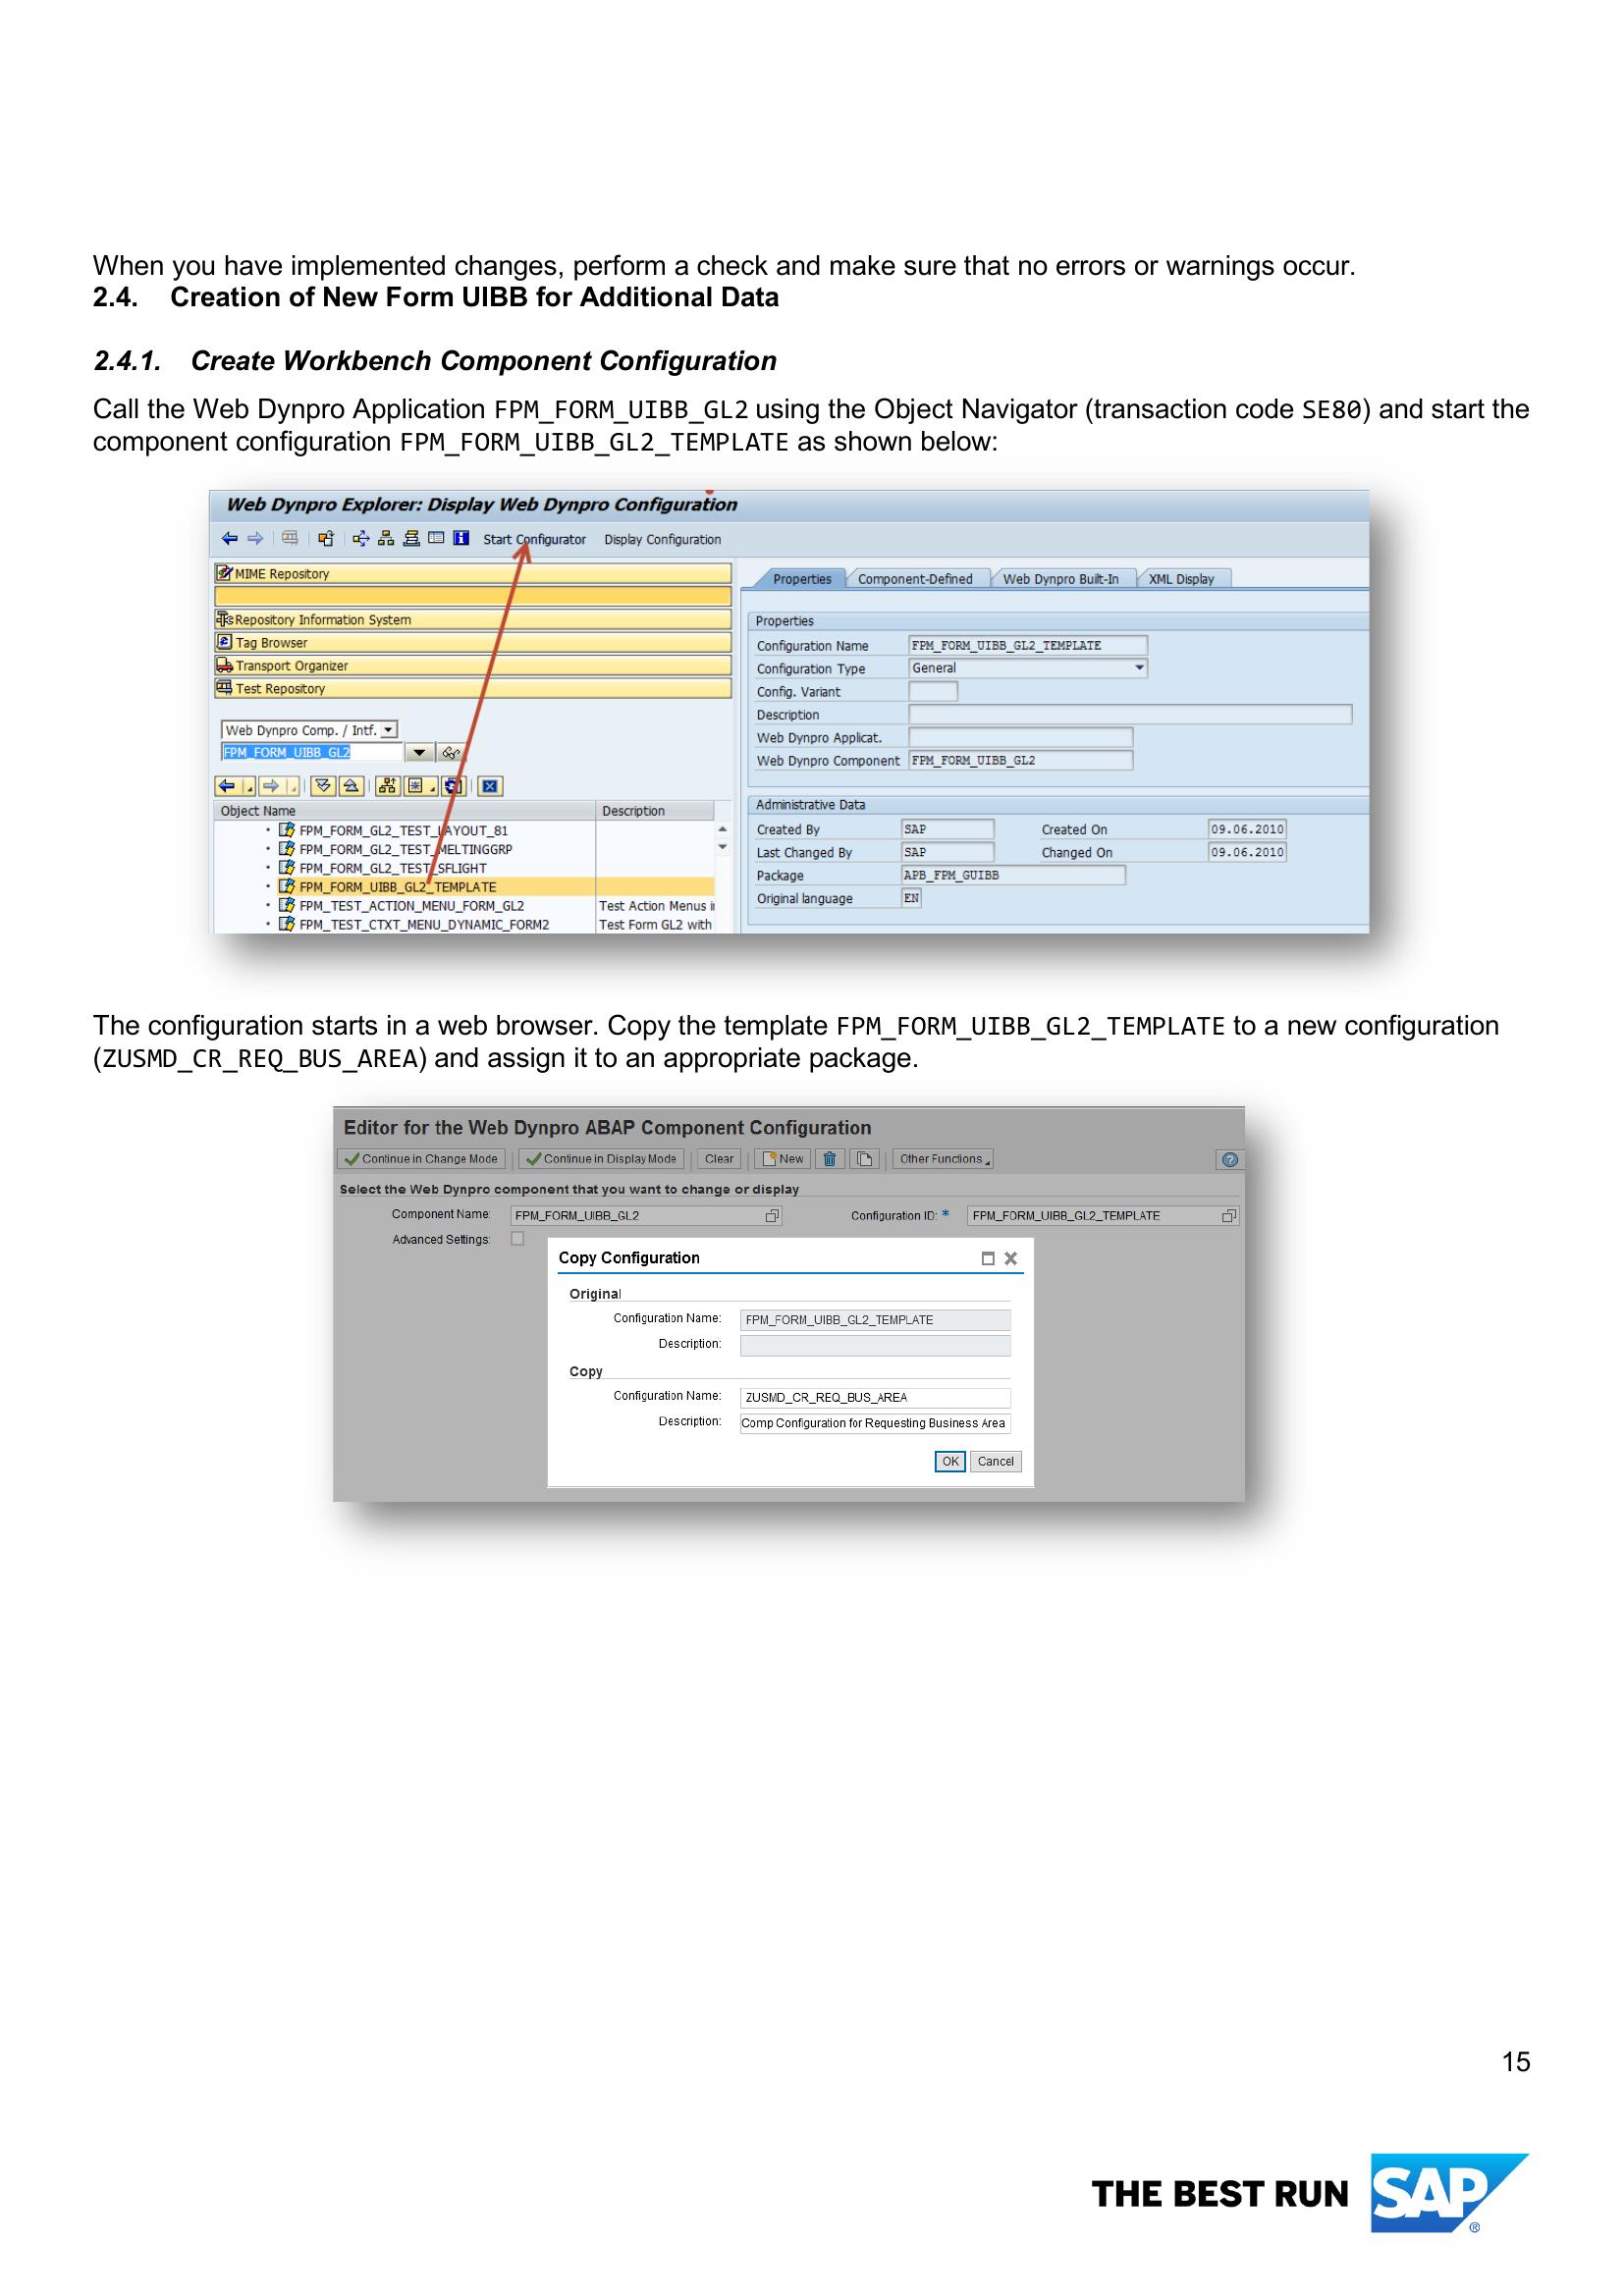 When you have implemented changes, perform a check and make sure that no errors or warnings occur.
2.4. Creation of New Form UIBB for Additional Data
2.4.1. Create Workbench Component Configuration
Call the Web Dynpro Application FPM_FORM_UIBB_GL2 using the Object Navigator (transaction code SE80) and start the
component configuration FPM_FORM_UIBB_GL2_TEMPLATE as shown below:
Web Dynpro Explorer: Display Web Dynpro Configuration
Start Configurator Display Configuration
MIME Repository
Repository Information System
Tag Browser
Transport Organizer
Test Repository
Web Dynpro Comp. / Intf.
FPM_FORM_UIBB_GL2
Object Name Description
FPM_FORM_GL2_TEST_LAYOUT_81
FPM_FORM_GL2_TEST_MELTINGGRP
FPM_FORM_GL2_TEST_SFLIGHT
FPM_FORM_UIBB_GL2_TEMPLATE
FPM_TEST_ACTION_MENU_FORM_GL2 Test Action Menus i
FPM_TEST_CTXT_MENU_DYNAMIC_FORM2 Test Form GL2 with
Properties Component-Defined Web Dynpro Built-In XML Display
Properties
Configuration Name FPM_FORM_UIBB_GL2_TEMPLATE
Configuration Type General
Config. Variant
Description
Web Dynpro Applicat.
Web Dynpro Component FPM_FORM_UIBB_GL2
Administrative Data
Created By SAP Created On 09.06.2010
Last Changed By SAP Changed On 09.06.2010
Package APB_FPM_GUIBB
Original language EN
The configuration starts in a web browser. Copy the template FPM_FORM_UIBB_GL2_TEMPLATE to a new configuration
(ZUSMD_CR_REQ_BUS_AREA) and assign it to an appropriate package.
Editor for the Web Dynpro ABAP Component Configuration
Continue in Change Mode Continue in Display Mode Clear New Other Functions
Select the Web Dynpro component that you want to change or display
Component Name: FPM_FORM_UIBB_GL2 Configuration ID: * FPM_FORM_UIBB_GL2_TEMPLATE
Advanced Settings:
Copy Configuration
Original
Configuration Name: FPM_FORM_UIBB_GL2_TEMPLATE
Description:
Copy
Configuration Name: ZUSMD_CR_REQ_BUS_AREA
Description: Comp Configuration for Requesting Business Area
OK Cancel
15
THE BEST RUN SAP ®